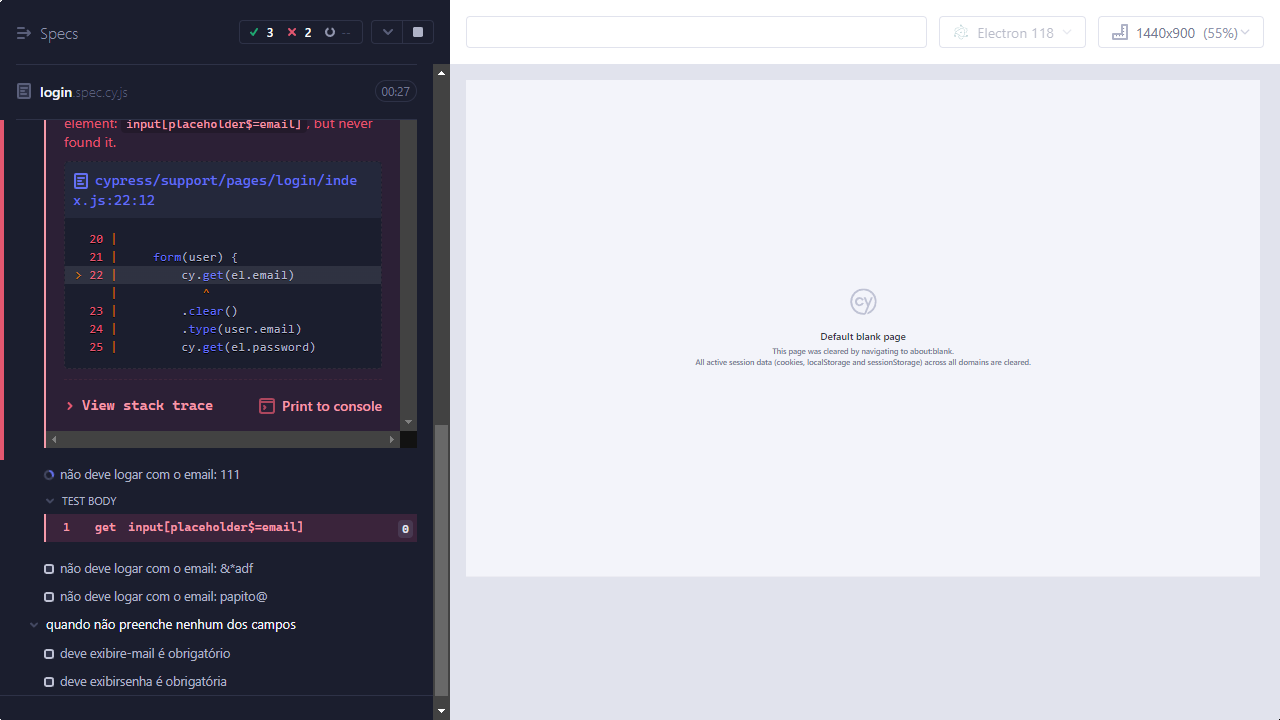 Specs
3 2 --
Electron 118
1440x900 (55%)
login.spec.cy.js
00:27
element: input[placeholder$=email], but never
found it.
cypress/support/pages/login/inde
x.js:22:12
20 |
21 | form(user) {
> 22 | cy.get(el.email)
| ^
23 | .clear()
24 | .type(user.email)
25 | cy.get(el.password)
> View stack trace
Print to console
não deve logar com o email: 111
TEST BODY
1 get input[placeholder$=email] 0
não deve logar com o email: &*adf
não deve logar com o email: papito@
quando não preenche nenhum dos campos
deve exibire-mail é obrigatório
deve exibirsenha é obrigatória
cy
Default blank page
This page was cleared by navigating to about:blank.
All active session data (cookies, localStorage and sessionStorage) across all domains are cleared.